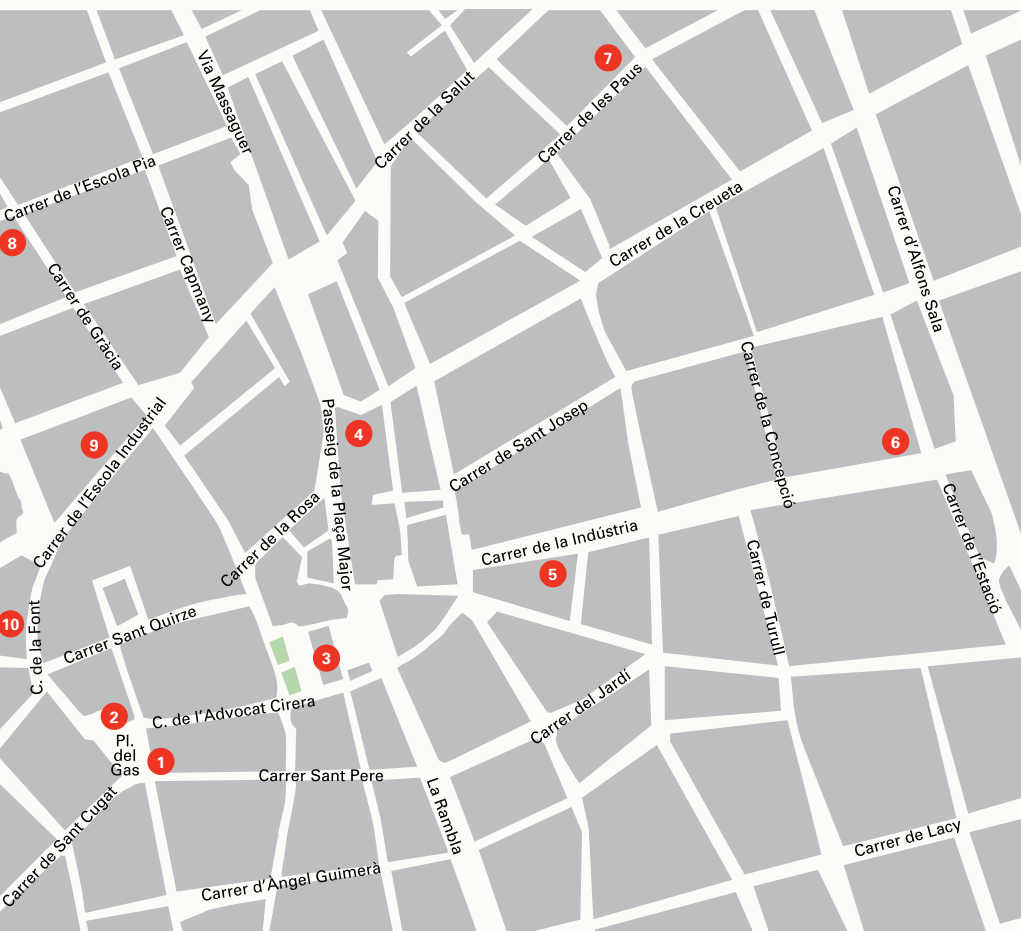 Via Massaguer
7
Carrer de la Salut
Carrer de les Paus
Carrer de l'Escola Pia
8
Carrer Capmany
Carrer de la Creueta
Carrer d'Alfons Sala
Carrer de Gràcia
Carrer de la Concepció
Passeig de la Plaça Major
4
9
Carrer de l'Escola Industrial
Carrer de Sant Josep
6
Carrer de la Rosa
Carrer de la Indústria
5
Carrer de Turull
Carrer de l'Estació
10
C. de la Font
Carrer Sant Quirze
3
2
C. de l'Advocat Cirera
Carrer del Jardí
Pl.
del
Gas
1
Carrer Sant Pere
La Rambla
Carrer de Sant Cugat
Carrer d'Àngel Guimerà
Carrer de Lacy